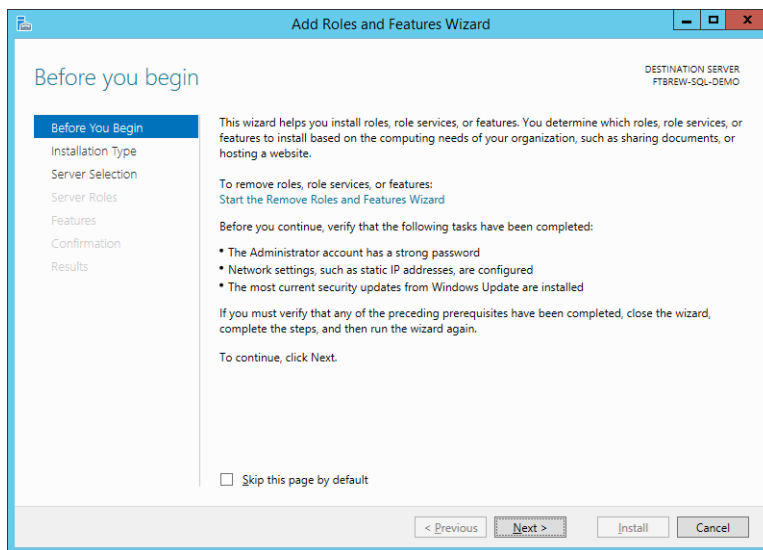 Add Roles and Features Wizard
Before you begin
DESTINATION SERVER
FTBREW-SQL-DEMO
Before You Begin
Installation Type
Server Selection
Server Roles
Features
Confirmation
Results
This wizard helps you install roles, role services, or features. You determine which roles, role services, or
features to install based on the computing needs of your organization, such as sharing documents, or
hosting a website.
To remove roles, role services, or features:
Start the Remove Roles and Features Wizard
Before you continue, verify that the following tasks have been completed:
• The Administrator account has a strong password
• Network settings, such as static IP addresses, are configured
• The most current security updates from Windows Update are installed
If you must verify that any of the preceding prerequisites have been completed, close the wizard,
complete the steps, and then run the wizard again.
To continue, click Next.
Skip this page by default
< Previous
Next >
Install
Cancel